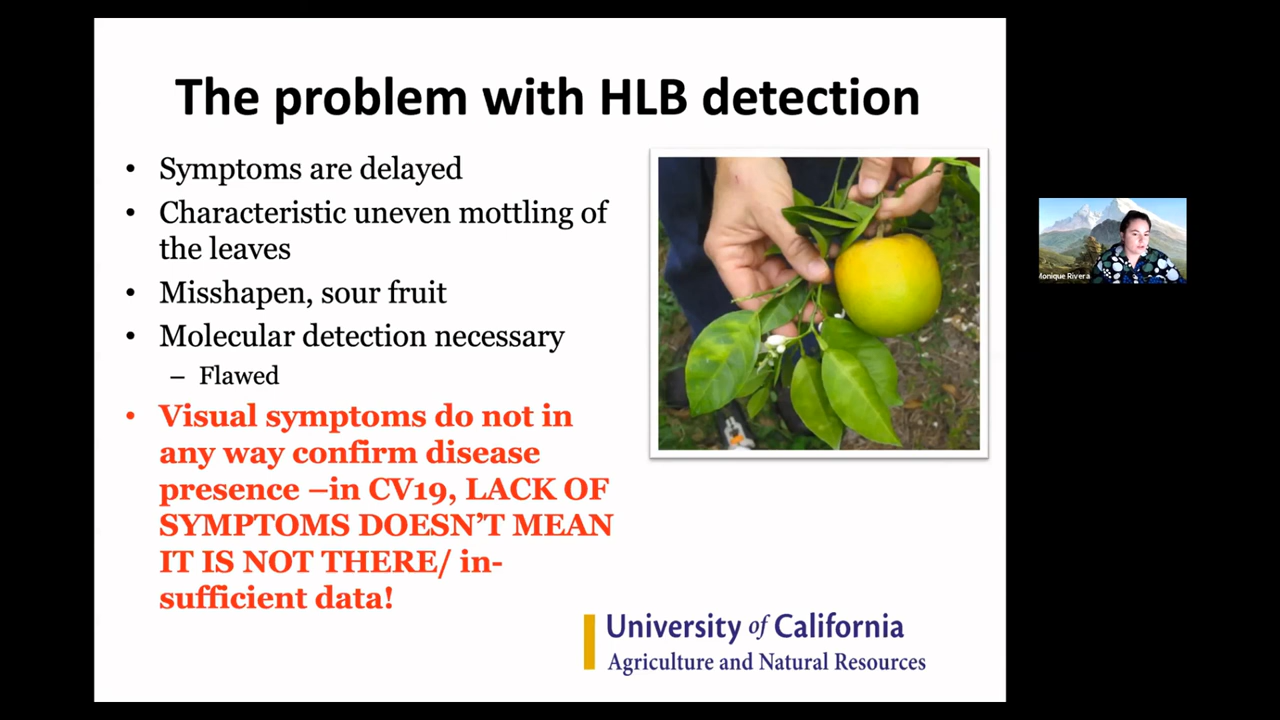 The problem with HLB detection
• Symptoms are delayed
• Characteristic uneven mottling of
the leaves
• Misshapen, sour fruit
• Molecular detection necessary
– Flawed
• Visual symptoms do not in
any way confirm disease
presence –in CV19, LACK OF
SYMPTOMS DOESN'T MEAN
IT IS NOT THERE/ in-
sufficient data!
University of California
Agriculture and Natural Resources
Monique Rivera